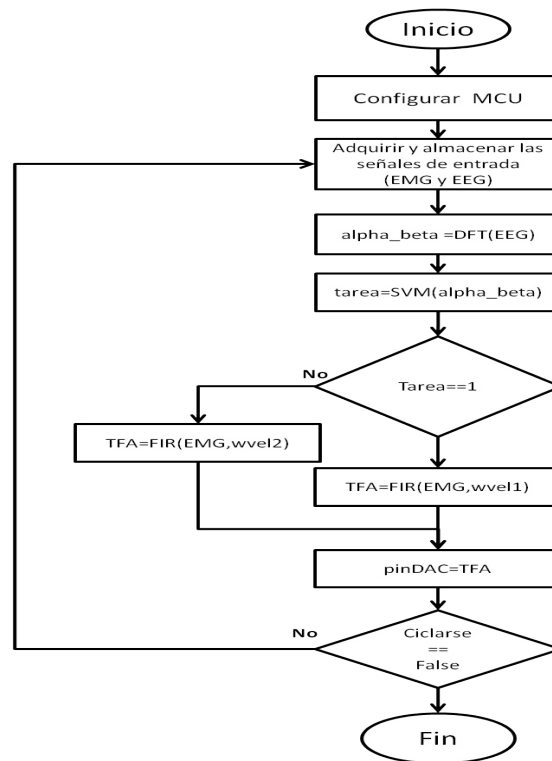 Inicio
Configurar MCU
Adquirir y almacenar las
señales de entrada
(EMG y EEG)
alpha_beta =DFT(EEG)
tarea=SVM(alpha_beta)
No
Tarea==1
TFA=FIR(EMG,wvel2)
TFA=FIR(EMG,wvel1)
pinDAC=TFA
No
Ciclarse
==
False
Fin